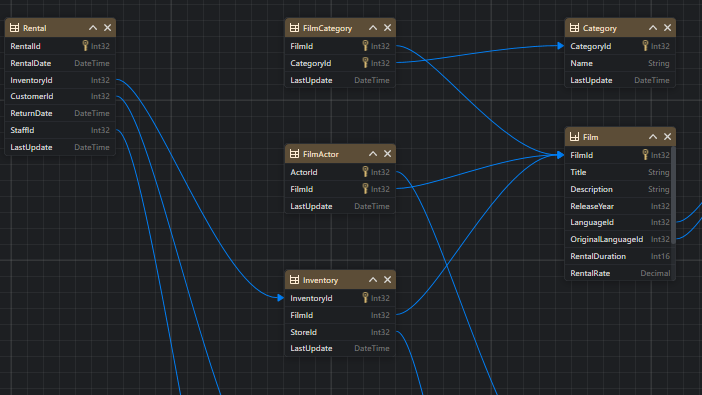 Rental
RentalId Int32
RentalDate DateTime
InventoryId Int32
CustomerId Int32
ReturnDate DateTime
StaffId Int32
LastUpdate DateTime
FilmCategory
FilmId Int32
CategoryId Int32
LastUpdate DateTime
Category
CategoryId Int32
Name String
LastUpdate DateTime
FilmActor
ActorId Int32
FilmId Int32
LastUpdate DateTime
Film
FilmId Int32
Title String
Description String
ReleaseYear Int32
LanguageId Int32
OriginalLanguageId Int32
RentalDuration Int16
RentalRate Decimal
Inventory
InventoryId Int32
FilmId Int32
StoreId Int32
LastUpdate DateTime